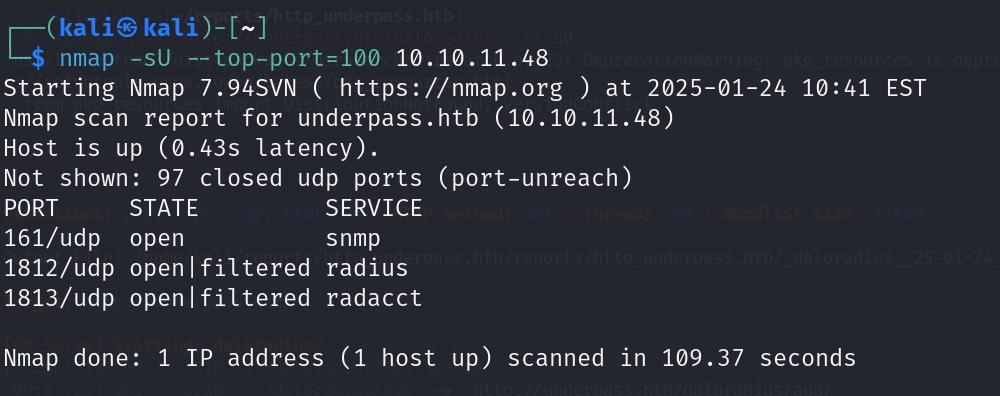 ┌──(kali㉿kali)-[~]
└─$ nmap -sU --top-port=100 10.10.11.48
Starting Nmap 7.94SVN ( https://nmap.org ) at 2025-01-24 10:41 EST
Nmap scan report for underpass.htb (10.10.11.48)
Host is up (0.43s latency).
Not shown: 97 closed udp ports (port-unreach)
PORT     STATE         SERVICE
161/udp  open          snmp
1812/udp open|filtered radius
1813/udp open|filtered radacct
Nmap done: 1 IP address (1 host up) scanned in 109.37 seconds